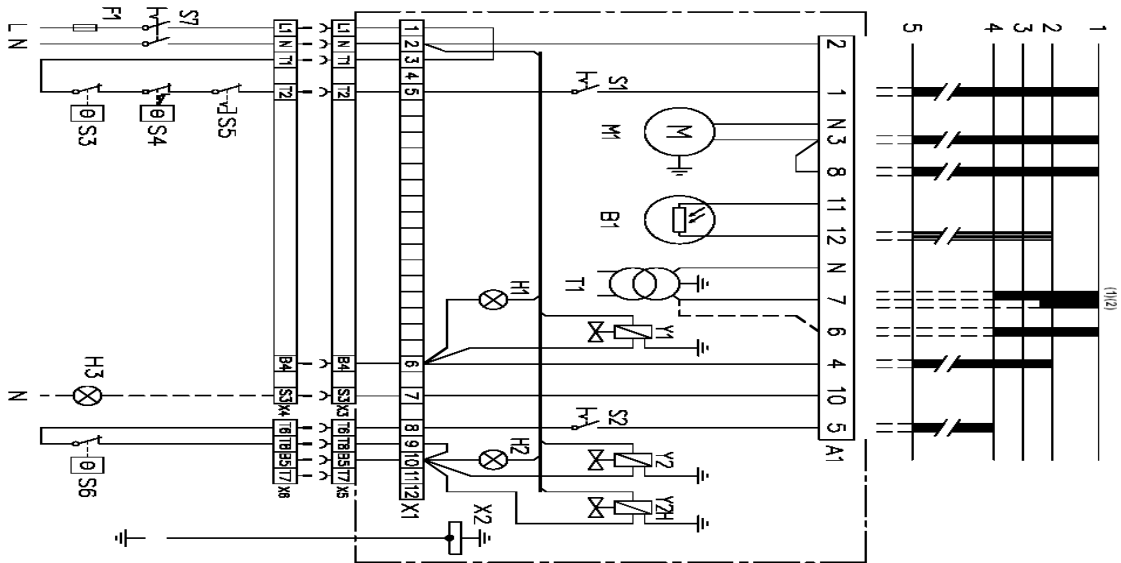 (1)(2)
1
2
3
4
5
2 1 N 3 8 11 12 N 7 6 4 10 5 A1
Y1 Y2 Y2H
M
S1 M1 B1 T1 S2
H1 H2
X2
1 2 3 4 5 6 7 8 9 10 11 12 X1
L1 N T1 T2 B4 S3 X3 T6 T8 B5 T7 X5
L1 N T1 T2 B4 S3 X4 T6 T8 B5 T7 X6
S7 S5
F1 θ S4
θ S3 H3 θ S6
L N N